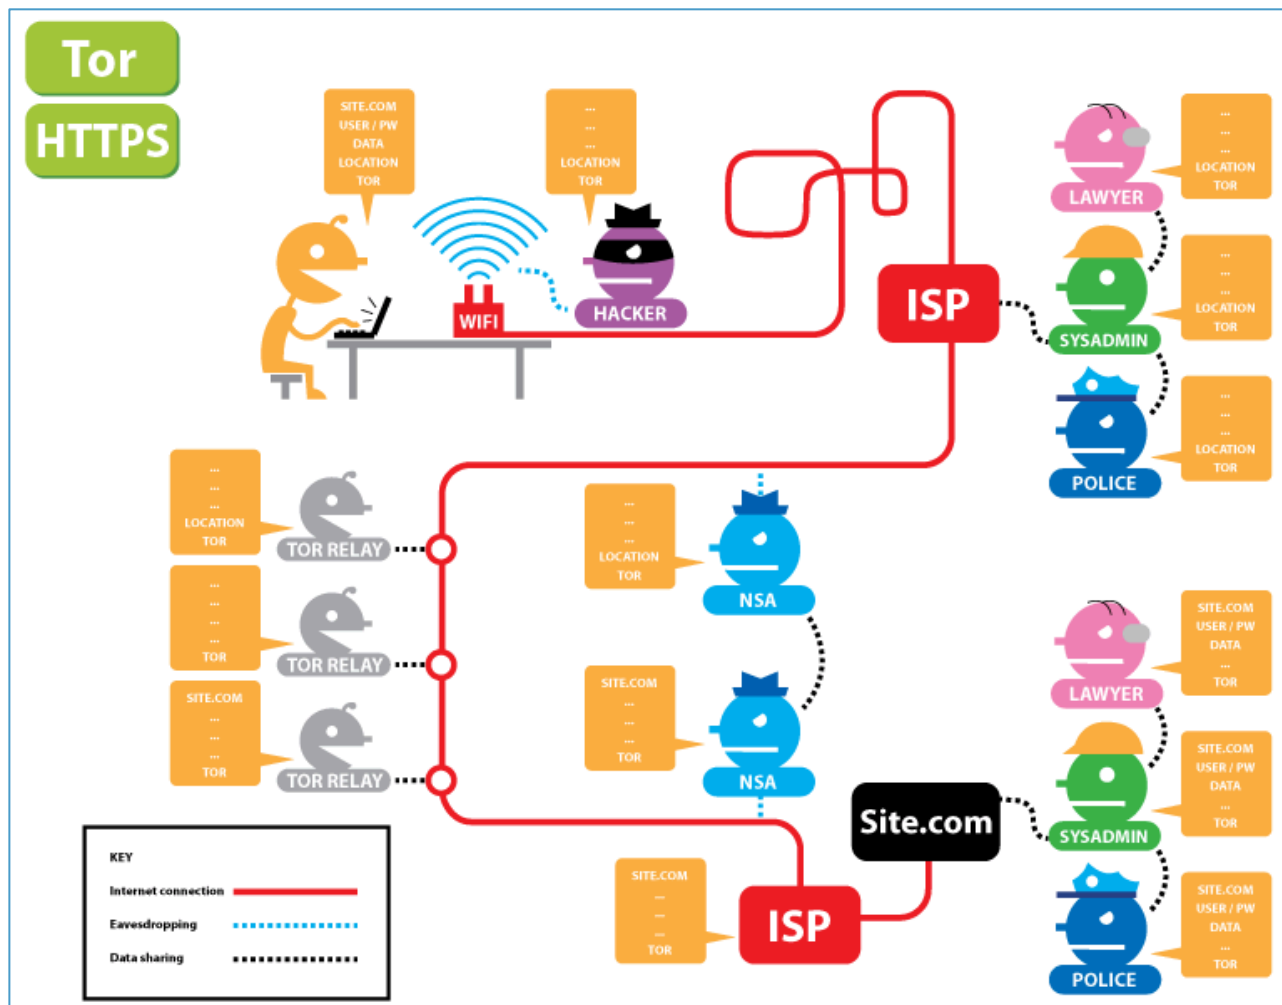 Tor
HTTPS
SITE.COM
USER / PW
DATA
LOCATION
TOR
...
...
...
LOCATION
TOR
WIFI
HACKER
ISP
...
...
...
LOCATION
TOR
LAWYER
...
...
...
LOCATION
TOR
SYSADMIN
...
...
...
LOCATION
TOR
POLICE
...
...
...
LOCATION
TOR
TOR RELAY
...
...
...
...
TOR
TOR RELAY
SITE.COM
...
...
...
TOR
TOR RELAY
...
...
...
LOCATION
TOR
NSA
SITE.COM
...
...
...
TOR
NSA
SITE.COM
USER / PW
DATA
...
TOR
LAWYER
Site.com
SITE.COM
USER / PW
DATA
...
TOR
SYSADMIN
SITE.COM
USER / PW
DATA
...
TOR
POLICE
SITE.COM
...
...
...
TOR
ISP
KEY
Internet connection
Eavesdropping
Data sharing